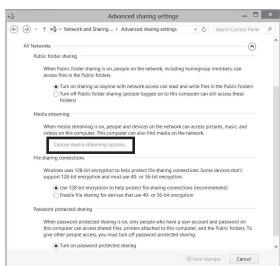 Advanced sharing settings
Network and Sharing ... Advanced sharing settings
Search Control Panel
All Networks
Public folder sharing
When Public folder sharing is on, people on the network, including homegroup members, can
access files in the Public folders.
Turn on sharing so anyone with network access can read and write files in the Public folders
Turn off Public folder sharing (people logged on to this computer can still access these
folders)
Media streaming
When media streaming is on, people and devices on the network can access pictures, music, and
videos on this computer. This computer can also find media on the network.
Choose media streaming options...
File sharing connections
Windows uses 128-bit encryption to help protect file sharing connections. Some devices don't
support 128-bit encryption and must use 40- or 56-bit encryption.
Use 128-bit encryption to help protect file sharing connections (recommended)
Enable file sharing for devices that use 40- or 56-bit encryption
Password protected sharing
When password protected sharing is on, only people who have a user account and password on
this computer can access shared files, printers attached to this computer, and the Public folders. To
give other people access, you must turn off password protected sharing.
Turn on password protected sharing
Save changes Cancel